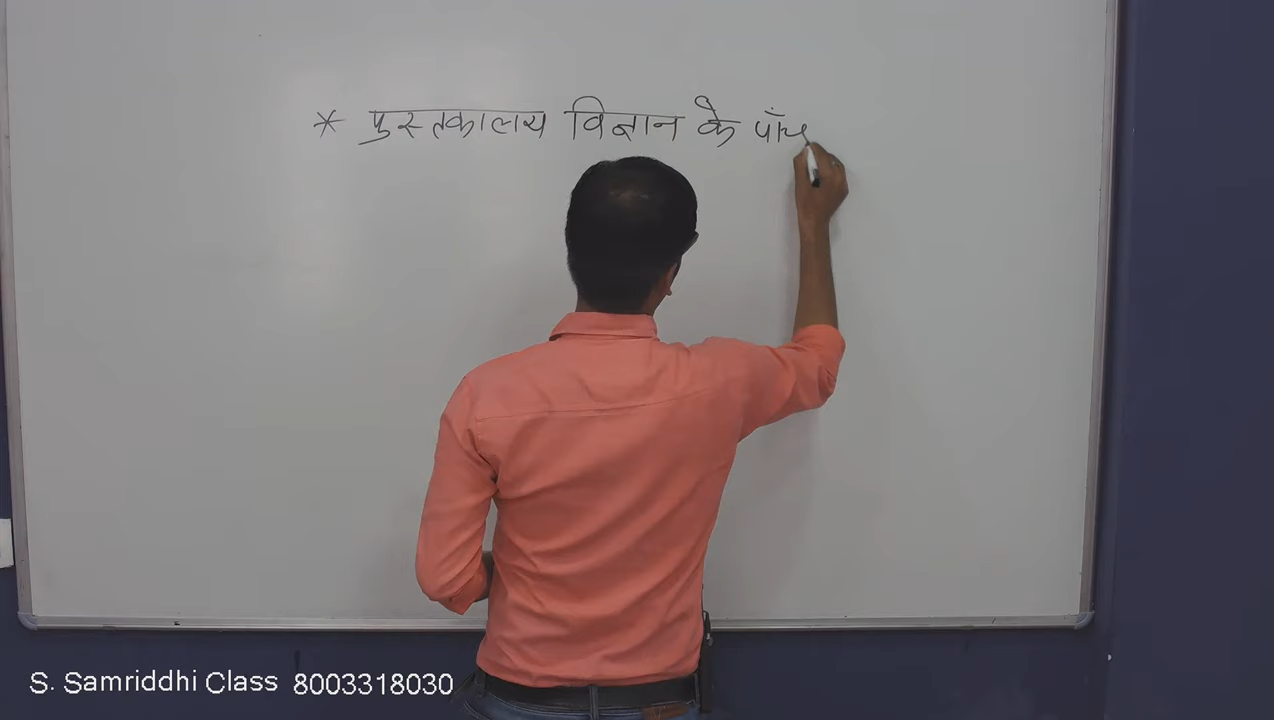 * पुस्तकालय विज्ञान के पाँच
S. Samriddhi Class 8003318030